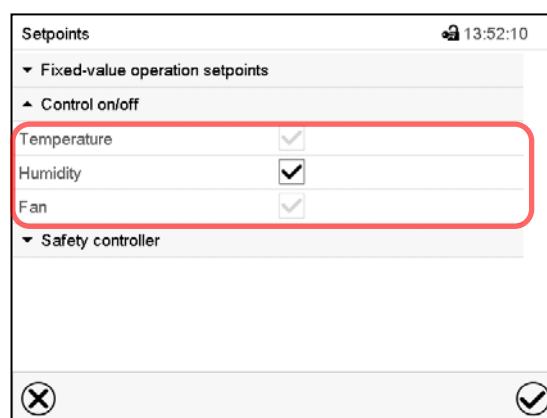 Setpoints 13:52:10
Fixed-value operation setpoints
Control on/off
Temperature
Humidity
Fan
Safety controller